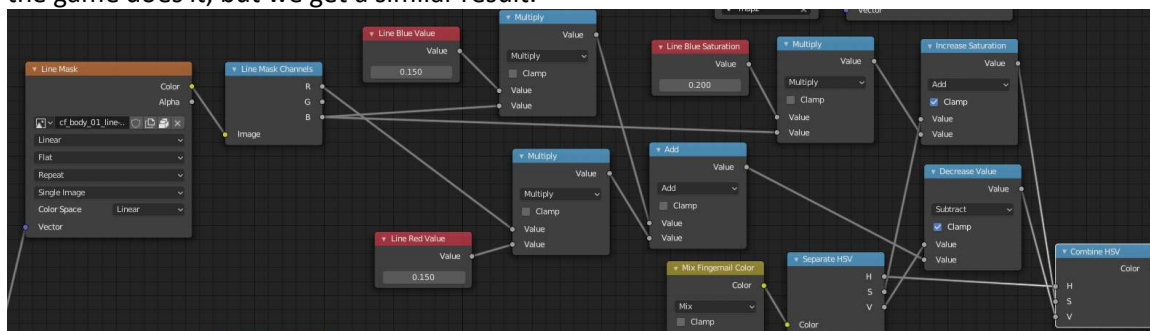 the game does it, but we get a similar result.
Multiply
Value
Multiply
Clamp
Value
Value
Line Blue Value
Value
0.150
Line Mask
Color
Alpha
cf_body_01_line-..
Linear
Flat
Repeat
Single Image
Color Space Linear
Vector
Line Mask Channels
R
G
B
Image
Line Blue Saturation
Value
0.200
Multiply
Value
Multiply
Clamp
Value
Value
Increase Saturation
Value
Add
Clamp
Value
Value
Multiply
Value
Multiply
Clamp
Value
Value
Add
Value
Add
Clamp
Value
Value
Decrease Value
Value
Subtract
Clamp
Value
Value
Line Red Value
Value
0.150
Mix Fingernail Color
Color
Mix
Clamp
Separate HSV
H
S
V
Color
Combine HSV
Color
H
S
V